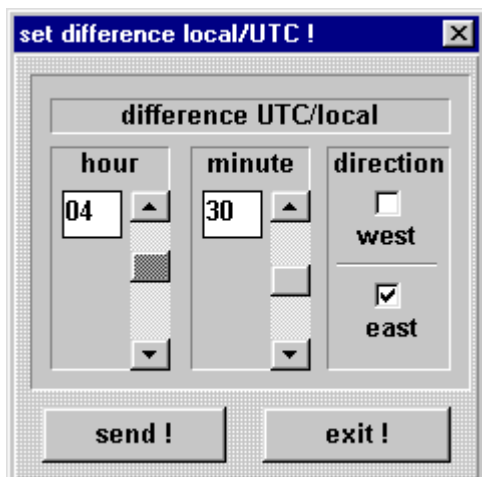 set difference local/UTC !
difference UTC/local
hour minute direction
04 30
west
east
send ! exit !